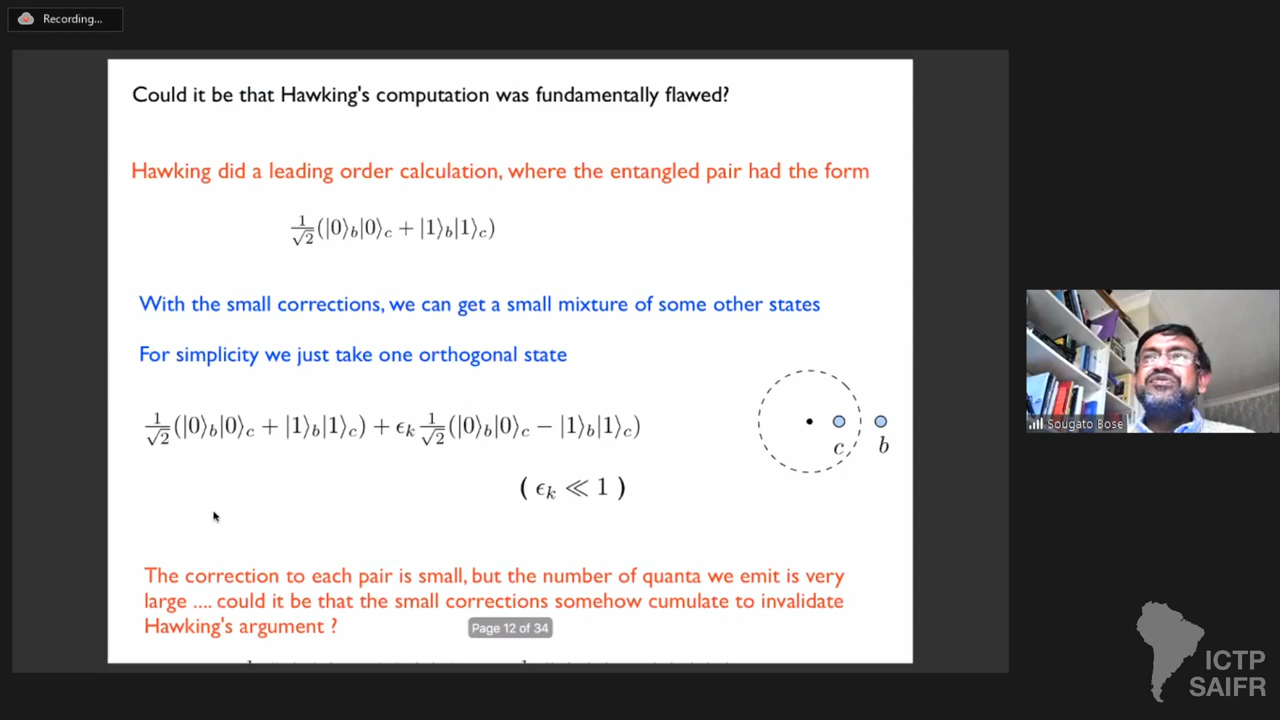 Recording...
Could it be that Hawking's computation was fundamentally flawed?
Hawking did a leading order calculation, where the entangled pair had the form
$\frac{1}{\sqrt{2}}(|0\rangle_b|0\rangle_c + |1\rangle_b|1\rangle_c)$
With the small corrections, we can get a small mixture of some other states
For simplicity we just take one orthogonal state
$\frac{1}{\sqrt{2}}(|0\rangle_b|0\rangle_c + |1\rangle_b|1\rangle_c) + \epsilon_k \frac{1}{\sqrt{2}}(|0\rangle_b|0\rangle_c - |1\rangle_b|1\rangle_c)$
c b
$(\epsilon_k \ll 1)$
The correction to each pair is small, but the number of quanta we emit is very
large .... could it be that the small corrections somehow cumulate to invalidate
Hawking's argument ?
Page 12 of 34
Sougato Bose
ICTP
SAIFR